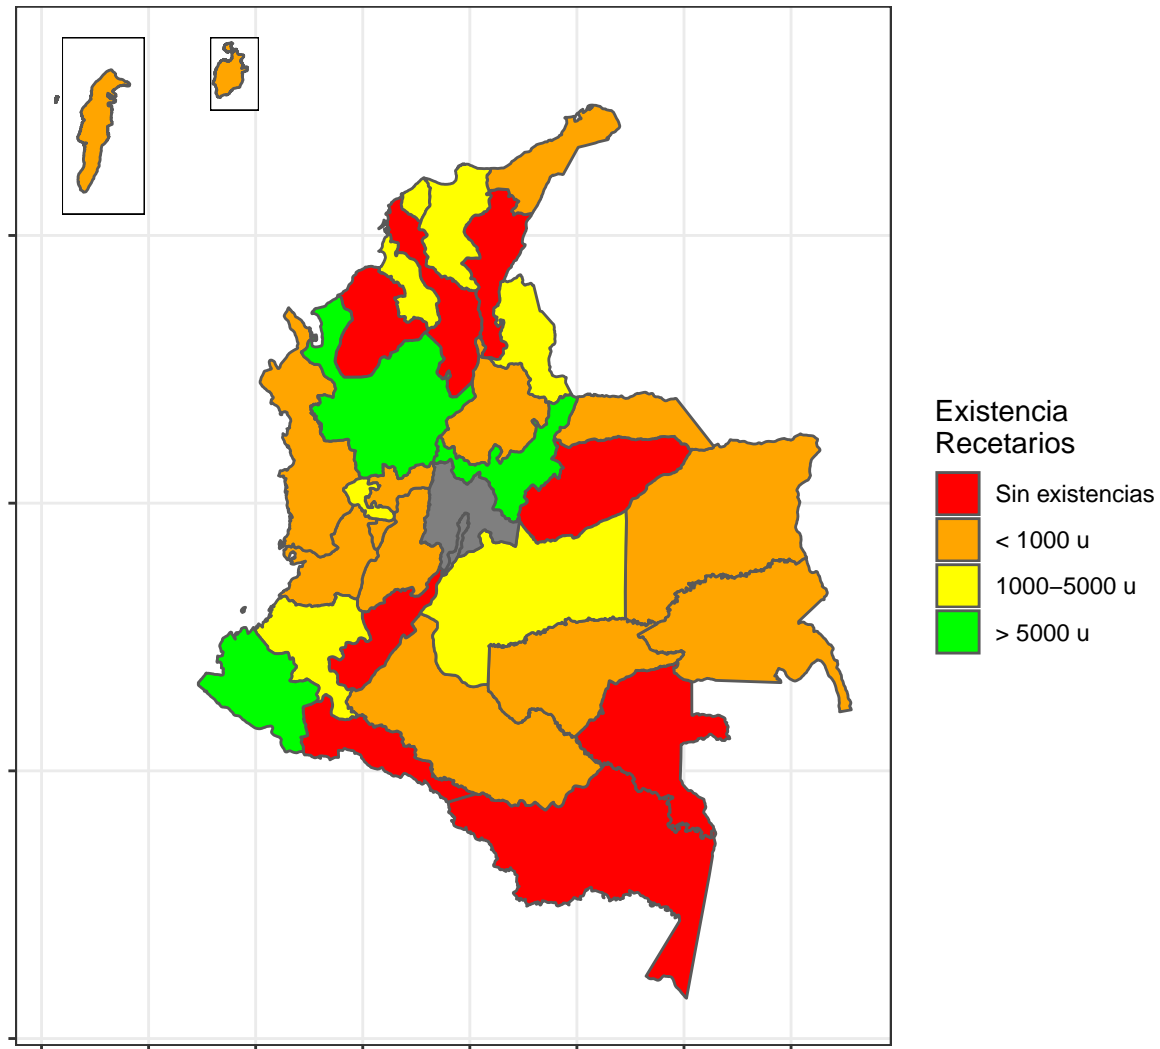 Existencia
Recetarios
Sin existencias
< 1000 u
1000−5000 u
> 5000 u